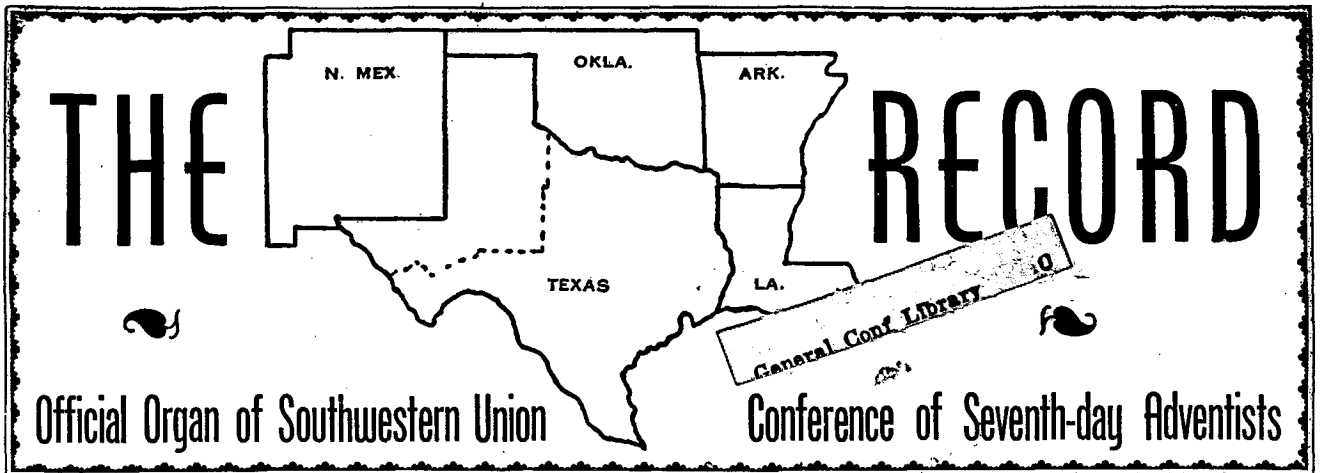 THE RECORD
N. MEX.
OKLA.
ARK.
TEXAS
LA.
General Conf Library
Official Organ of Southwestern Union Conference of Seventh-day Adventists